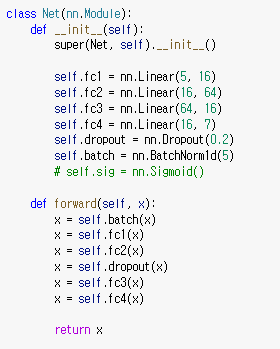 class Net(nn.Module):
    def __init__(self):
        super(Net, self).__init__()

        self.fc1 = nn.Linear(5, 16)
        self.fc2 = nn.Linear(16, 64)
        self.fc3 = nn.Linear(64, 16)
        self.fc4 = nn.Linear(16, 7)
        self.dropout = nn.Dropout(0.2)
        self.batch = nn.BatchNorm1d(5)
        # self.sig = nn.Sigmoid()

    def forward(self, x):
        x = self.batch(x)
        x = self.fc1(x)
        x = self.fc2(x)
        x = self.dropout(x)
        x = self.fc3(x)
        x = self.fc4(x)

        return x